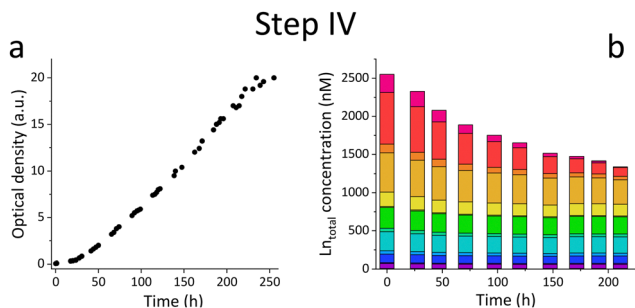 Step IV
a
Optical density (a.u.)
20
15
10
5
0
0 50 100 150 200 250
Time (h)
b
Ln_total concentration (nM)
2500
2000
1500
1000
500
0
0 50 100 150 200
Time (h)